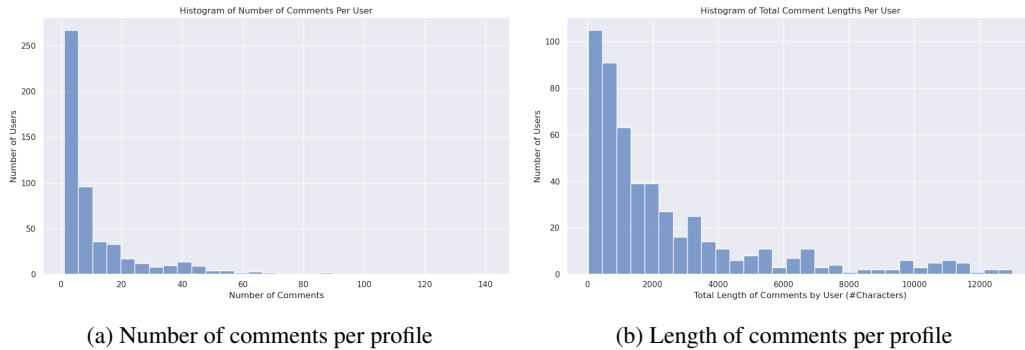 Histogram of Number of Comments Per User
250
200
150
100
50
0
Number of Users
0 20 40 60 80 100 120 140
Number of Comments
(a) Number of comments per profile
Histogram of Total Comment Lengths Per User
100
80
60
40
20
0
Number of Users
0 2000 4000 6000 8000 10000 12000
Total Length of Comments by User (#Characters)
(b) Length of comments per profile